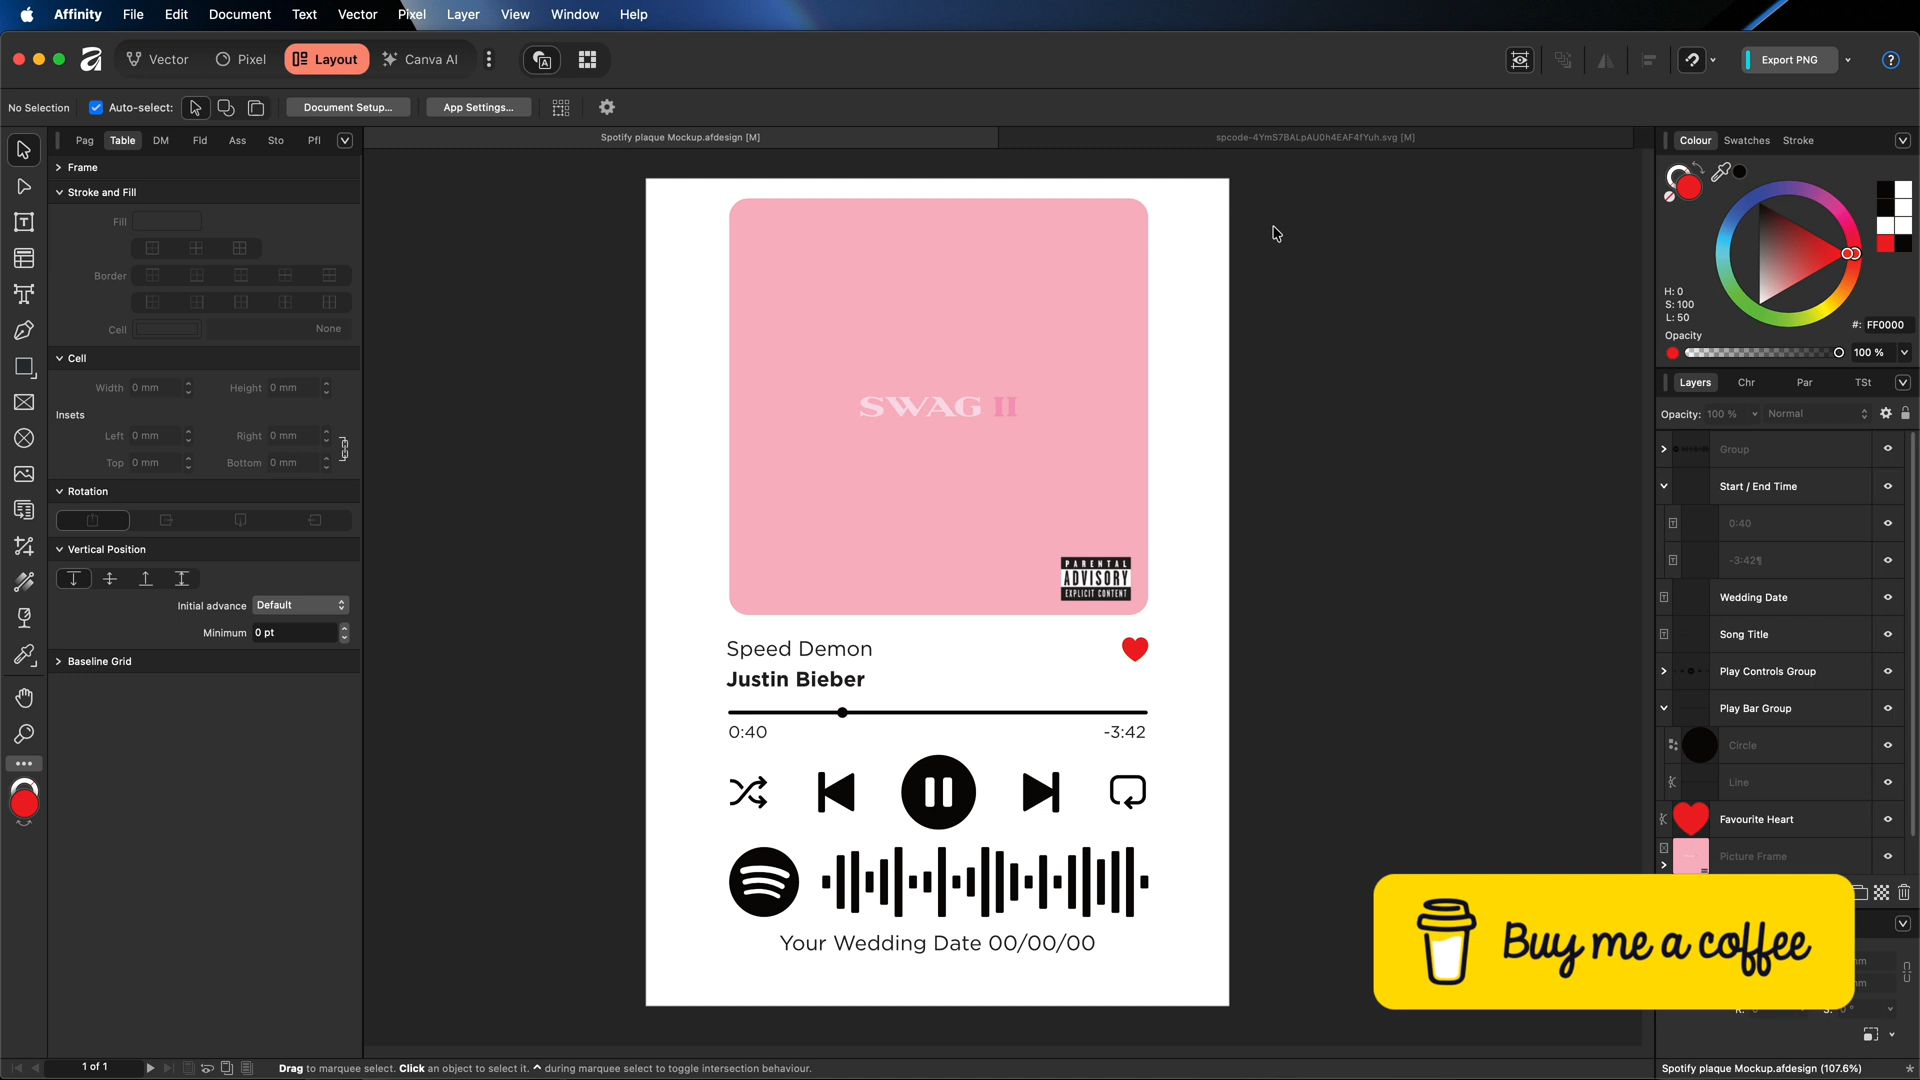 Affinity File Edit Document Text Vector Pixel Layer View Window Help
Vector Pixel Layout Canva AI
Export PNG
No Selection Auto-select: Document Setup... App Settings...
Pag Table DM Fld Ass Sto Pfl
Spotify plaque Mockup.afdesign [M]
spcode-4YmS7BALpAU0h4EAF4fYuh.svg [M]
Frame
Stroke and Fill
Fill
Border
Cell None
Cell
Width 0 mm Height 0 mm
Insets
Left 0 mm Right 0 mm
Top 0 mm Bottom 0 mm
Rotation
Vertical Position
Initial advance Default
Minimum 0 pt
Baseline Grid
SWAG II
PARENTAL
ADVISORY
EXPLICIT CONTENT
Speed Demon
Justin Bieber
0:40 -3:42
Your Wedding Date 00/00/00
Colour Swatches Stroke
H: 0
S: 100
L: 50
#: FF0000
Opacity
100 %
Layers Chr Par TSt
Opacity: 100 % Normal
Group
Start / End Time
0:40
-3:42¶
Wedding Date
Song Title
Play Controls Group
Play Bar Group
Circle
Line
Favourite Heart
Picture Frame
Buy me a coffee
1 of 1
Drag to marquee select. Click an object to select it. ⌃ during marquee select to toggle intersection behaviour.
Spotify plaque Mockup.afdesign (107.6%)